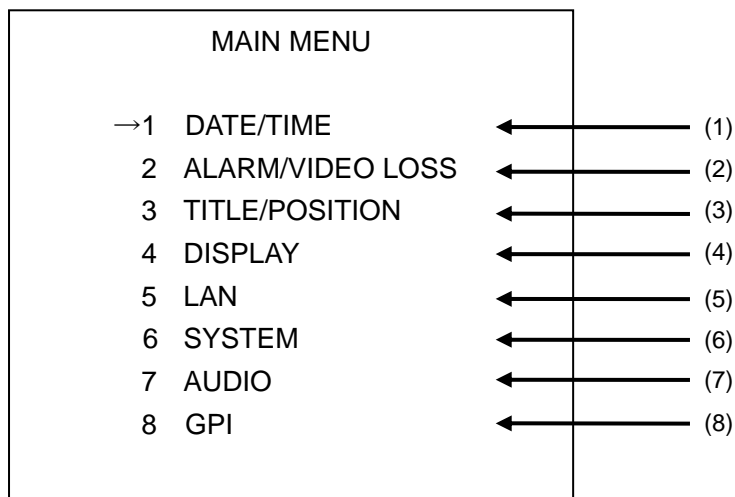 MAIN MENU
→1 DATE/TIME (1)
2 ALARM/VIDEO LOSS (2)
3 TITLE/POSITION (3)
4 DISPLAY (4)
5 LAN (5)
6 SYSTEM (6)
7 AUDIO (7)
8 GPI (8)